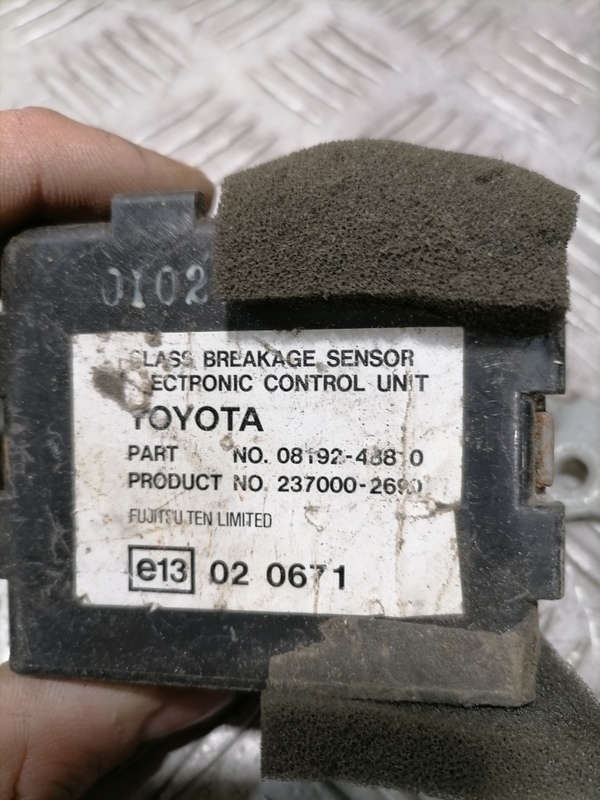 0102
GLASS BREAKAGE SENSOR
ELECTRONIC CONTROL UNIT
TOYOTA
PART NO. 08192-48810
PRODUCT NO. 237000-2690
FUJITSU TEN LIMITED
e13 02 0671